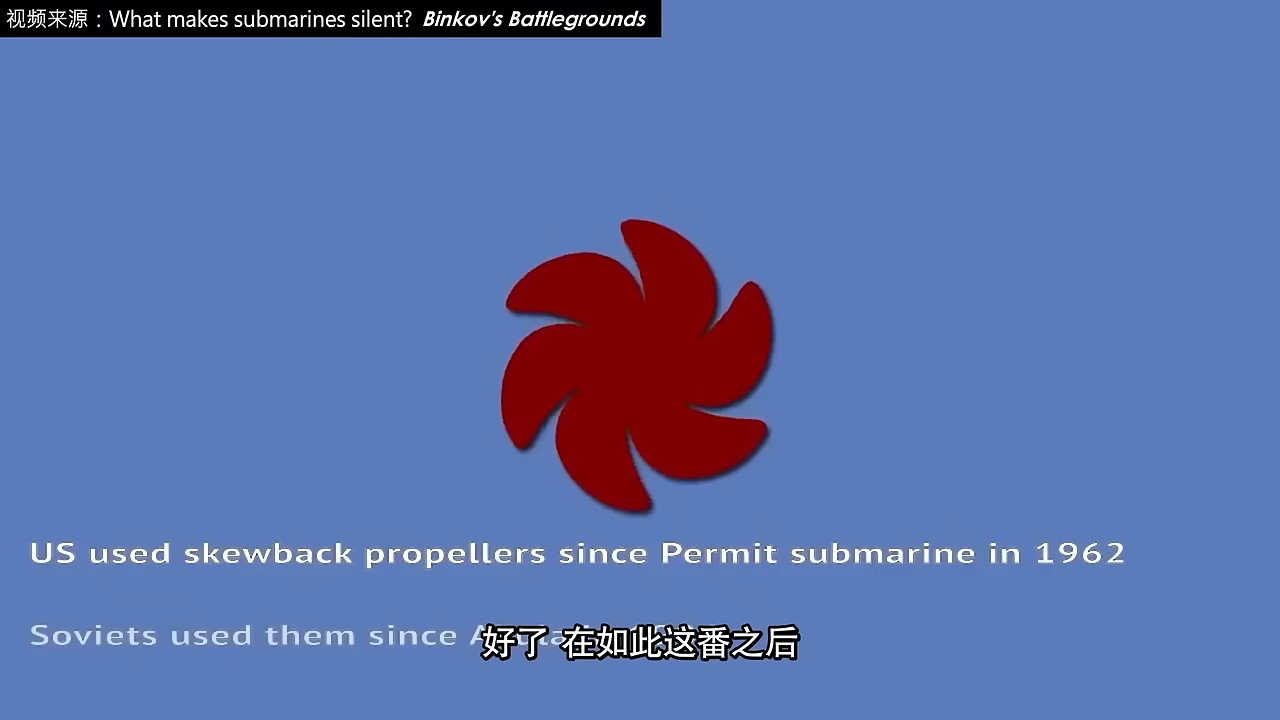 视频来源：What makes submarines silent? Binkov's Battlegrounds
US used skewback propellers since Permit submarine in 1962
Soviets used them since
好了 在如此这番之后